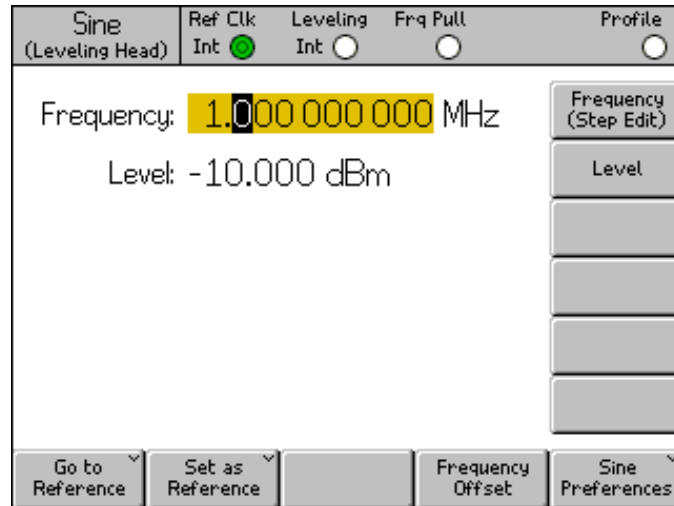 Sine
(Leveling Head)
Ref Clk
Int
Leveling
Int
Frq Pull
Profile
Frequency: 1.000 000 000 MHz
Level: -10.000 dBm
Frequency
(Step Edit)
Level
Go to
Reference
Set as
Reference
Frequency
Offset
Sine
Preferences